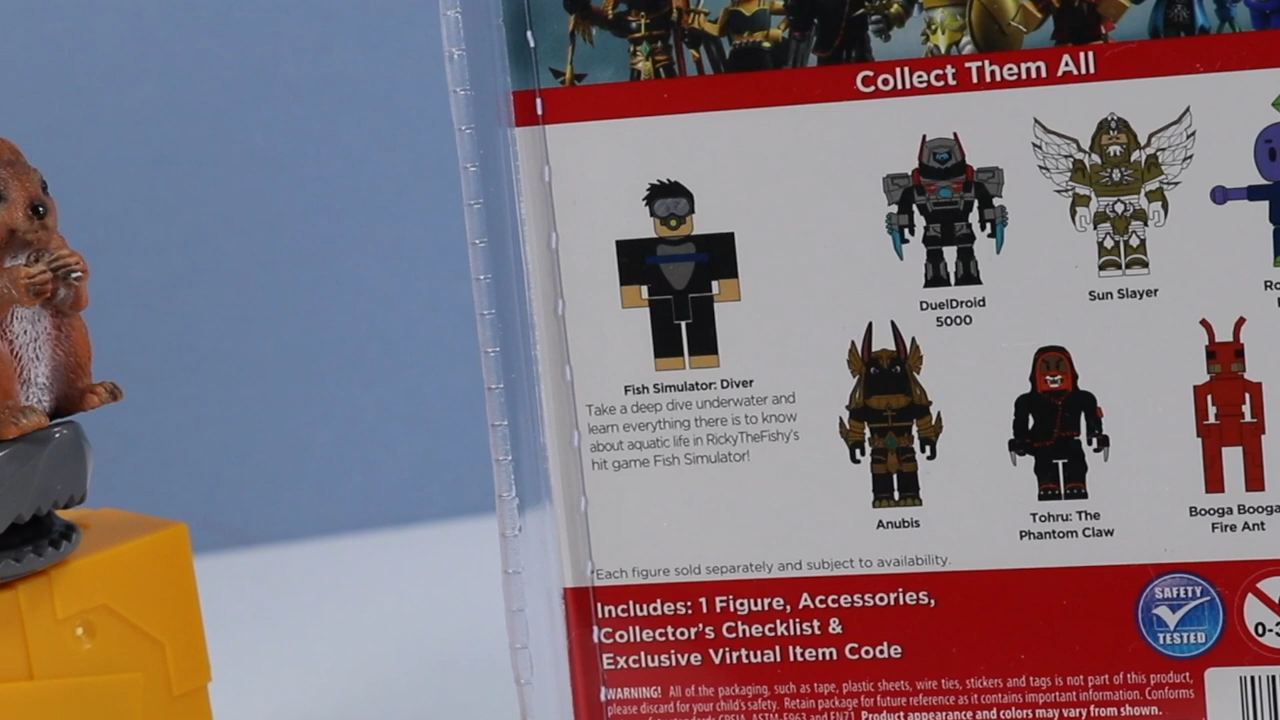 Collect Them All
DuelDroid
5000
Sun Slayer
Fish Simulator: Diver
Take a deep dive underwater and
learn everything there is to know
about aquatic life in RickyTheFishy's
hit game Fish Simulator!
Anubis
Tohru: The
Phantom Claw
Booga Booga
Fire Ant
*Each figure sold separately and subject to availability.
Includes: 1 Figure, Accessories,
Collector's Checklist &
Exclusive Virtual Item Code
SAFETY
TESTED
WARNING! All of the packaging, such as tape, plastic sheets, wire ties, stickers and tags is not part of this product,
please discard for your child's safety. Retain package for future reference as it contains important information. Conforms
ASTM-F963 and EN71. Product appearance and colors may vary from shown.